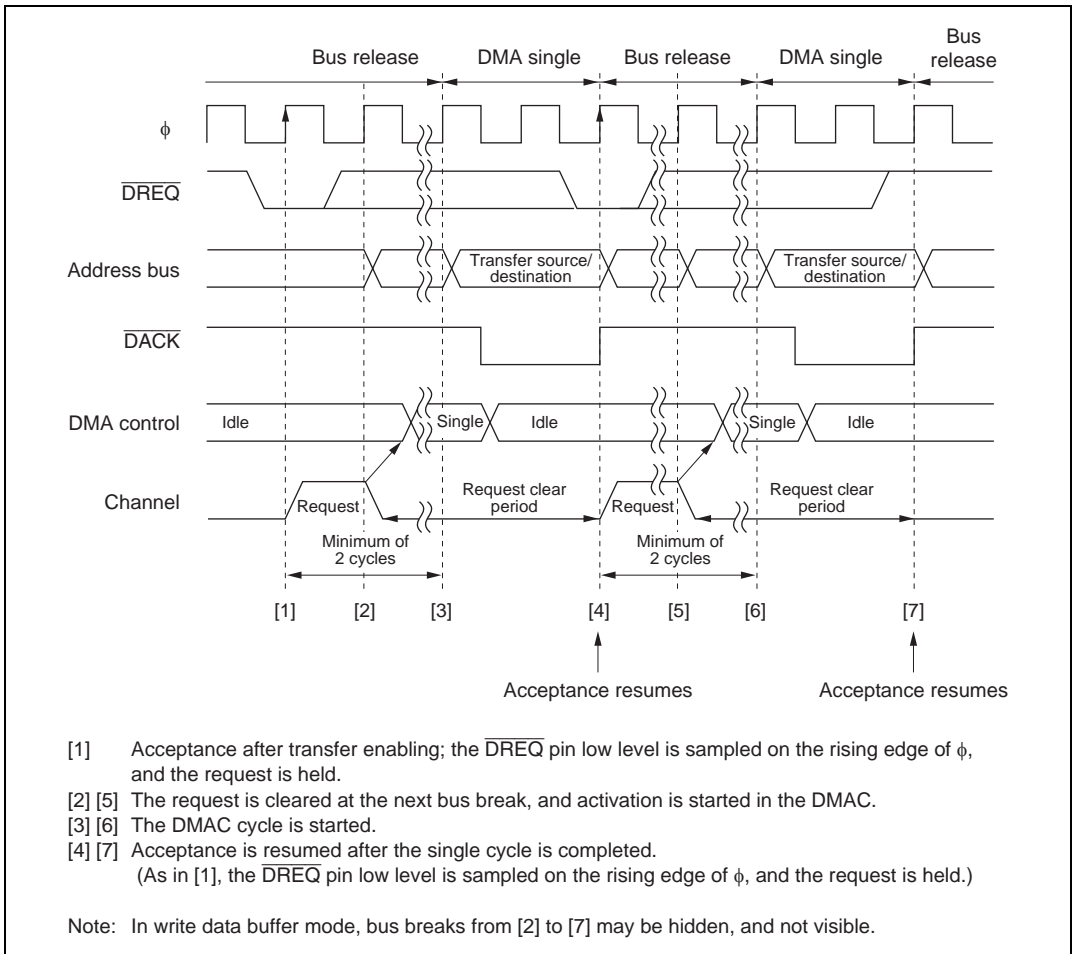 Bus release
DMA single
Bus release
DMA single
Bus
release
φ
DREQ
Address bus
Transfer source/
destination
Transfer source/
destination
DACK
DMA control
Idle
Single
Idle
Single
Idle
Channel
Request
Request clear
period
Request
Request clear
period
Minimum of
2 cycles
Minimum of
2 cycles
[1]
[2]
[3]
[4]
[5]
[6]
[7]
Acceptance resumes
Acceptance resumes
[1] Acceptance after transfer enabling; the DREQ pin low level is sampled on the rising edge of φ,
and the request is held.
[2] [5] The request is cleared at the next bus break, and activation is started in the DMAC.
[3] [6] The DMAC cycle is started.
[4] [7] Acceptance is resumed after the single cycle is completed.
(As in [1], the DREQ pin low level is sampled on the rising edge of φ, and the request is held.)
Note: In write data buffer mode, bus breaks from [2] to [7] may be hidden, and not visible.